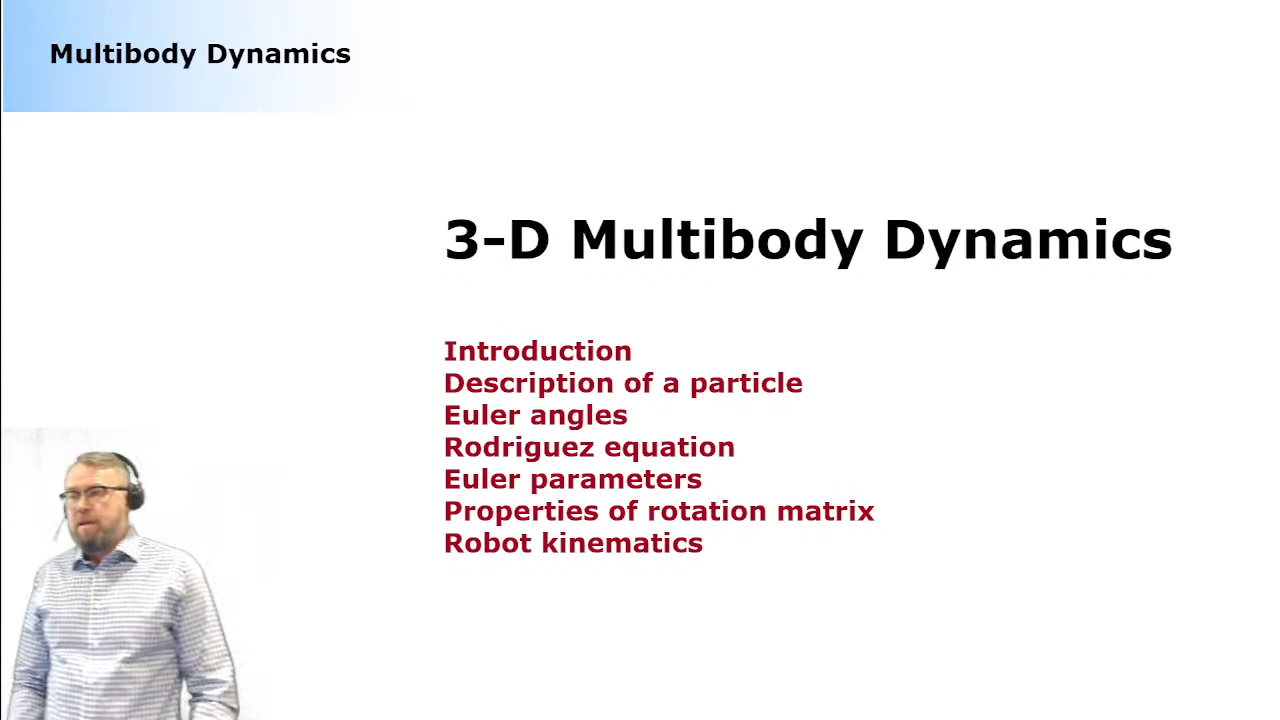 Multibody Dynamics
3-D Multibody Dynamics
Introduction
Description of a particle
Euler angles
Rodriguez equation
Euler parameters
Properties of rotation matrix
Robot kinematics